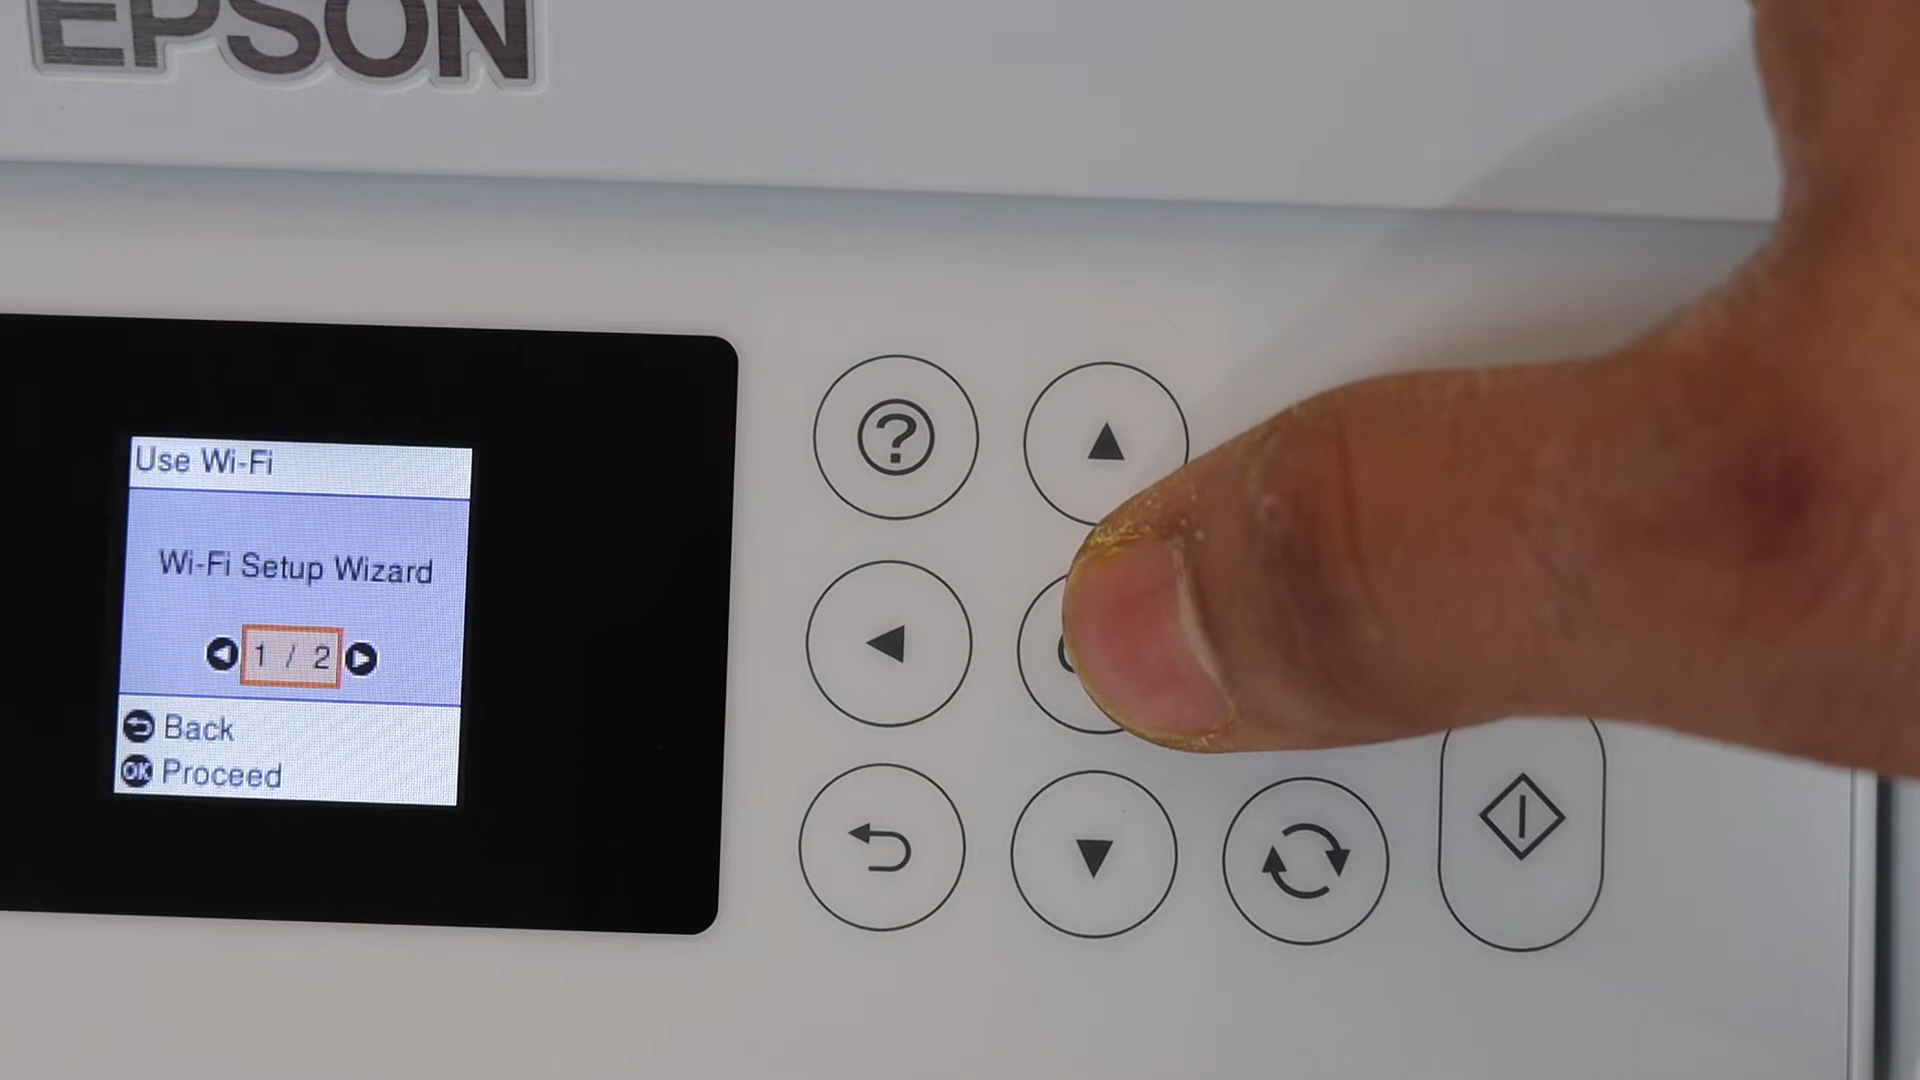 EPSON
Use Wi-Fi
Wi-Fi Setup Wizard
1 / 2
Back
OK Proceed
?